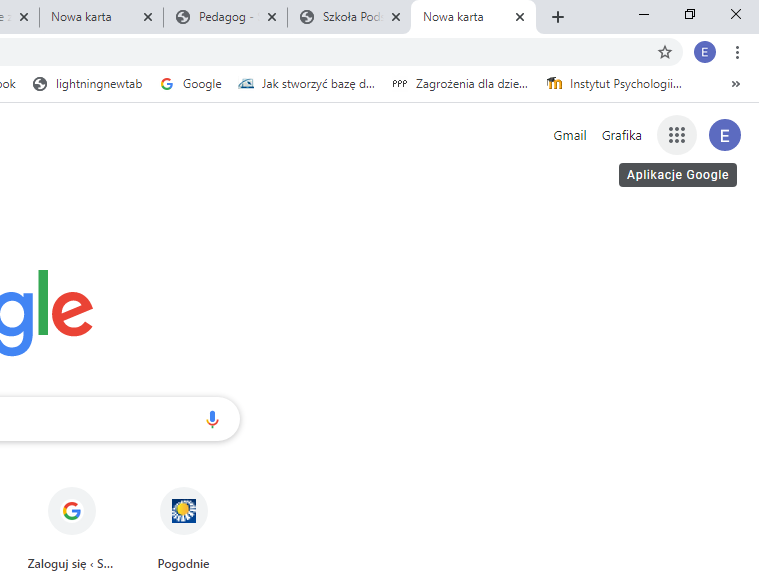 Nowa karta
Pedagog -
Szkoła Pods
Nowa karta
E
ook
lightningnewtab
Google
Jak stworzyć bazę d...
PPP
Zagrożenia dla dzie...
Instytut Psychologii...
»
Gmail
Grafika
E
Aplikacje Google
gle
G
Zaloguj się ‹ S...
Pogodnie